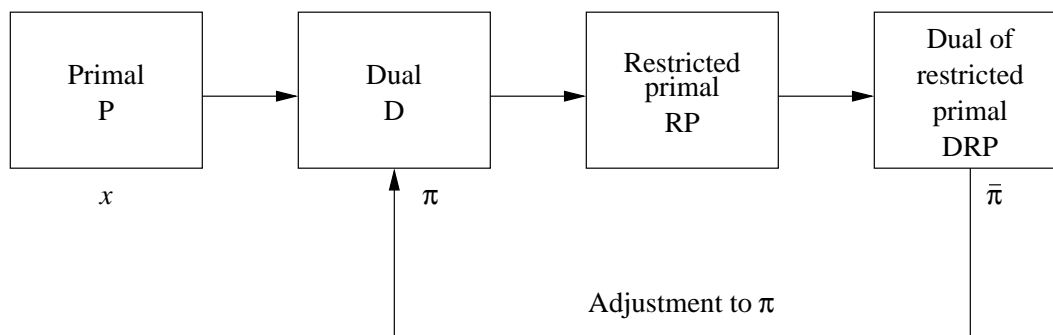 Primal
P
Dual
D
Restricted
primal
RP
Dual of
restricted
primal
DRP
x
π
π̄
Adjustment to π